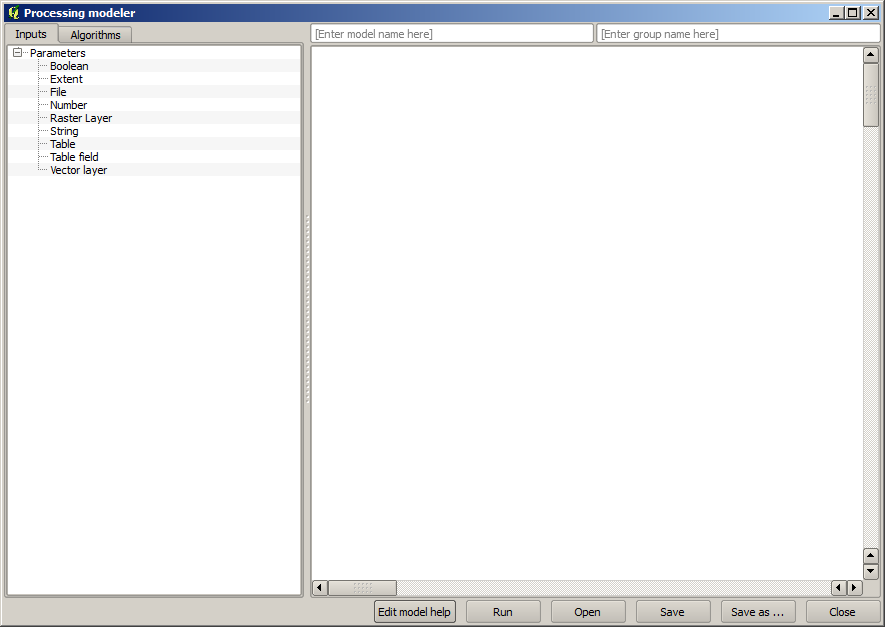 Processing modeler
Inputs
Algorithms
[Enter model name here]
[Enter group name here]
Parameters
Boolean
Extent
File
Number
Raster Layer
String
Table
Table field
Vector layer
Edit model help
Run
Open
Save
Save as ...
Close